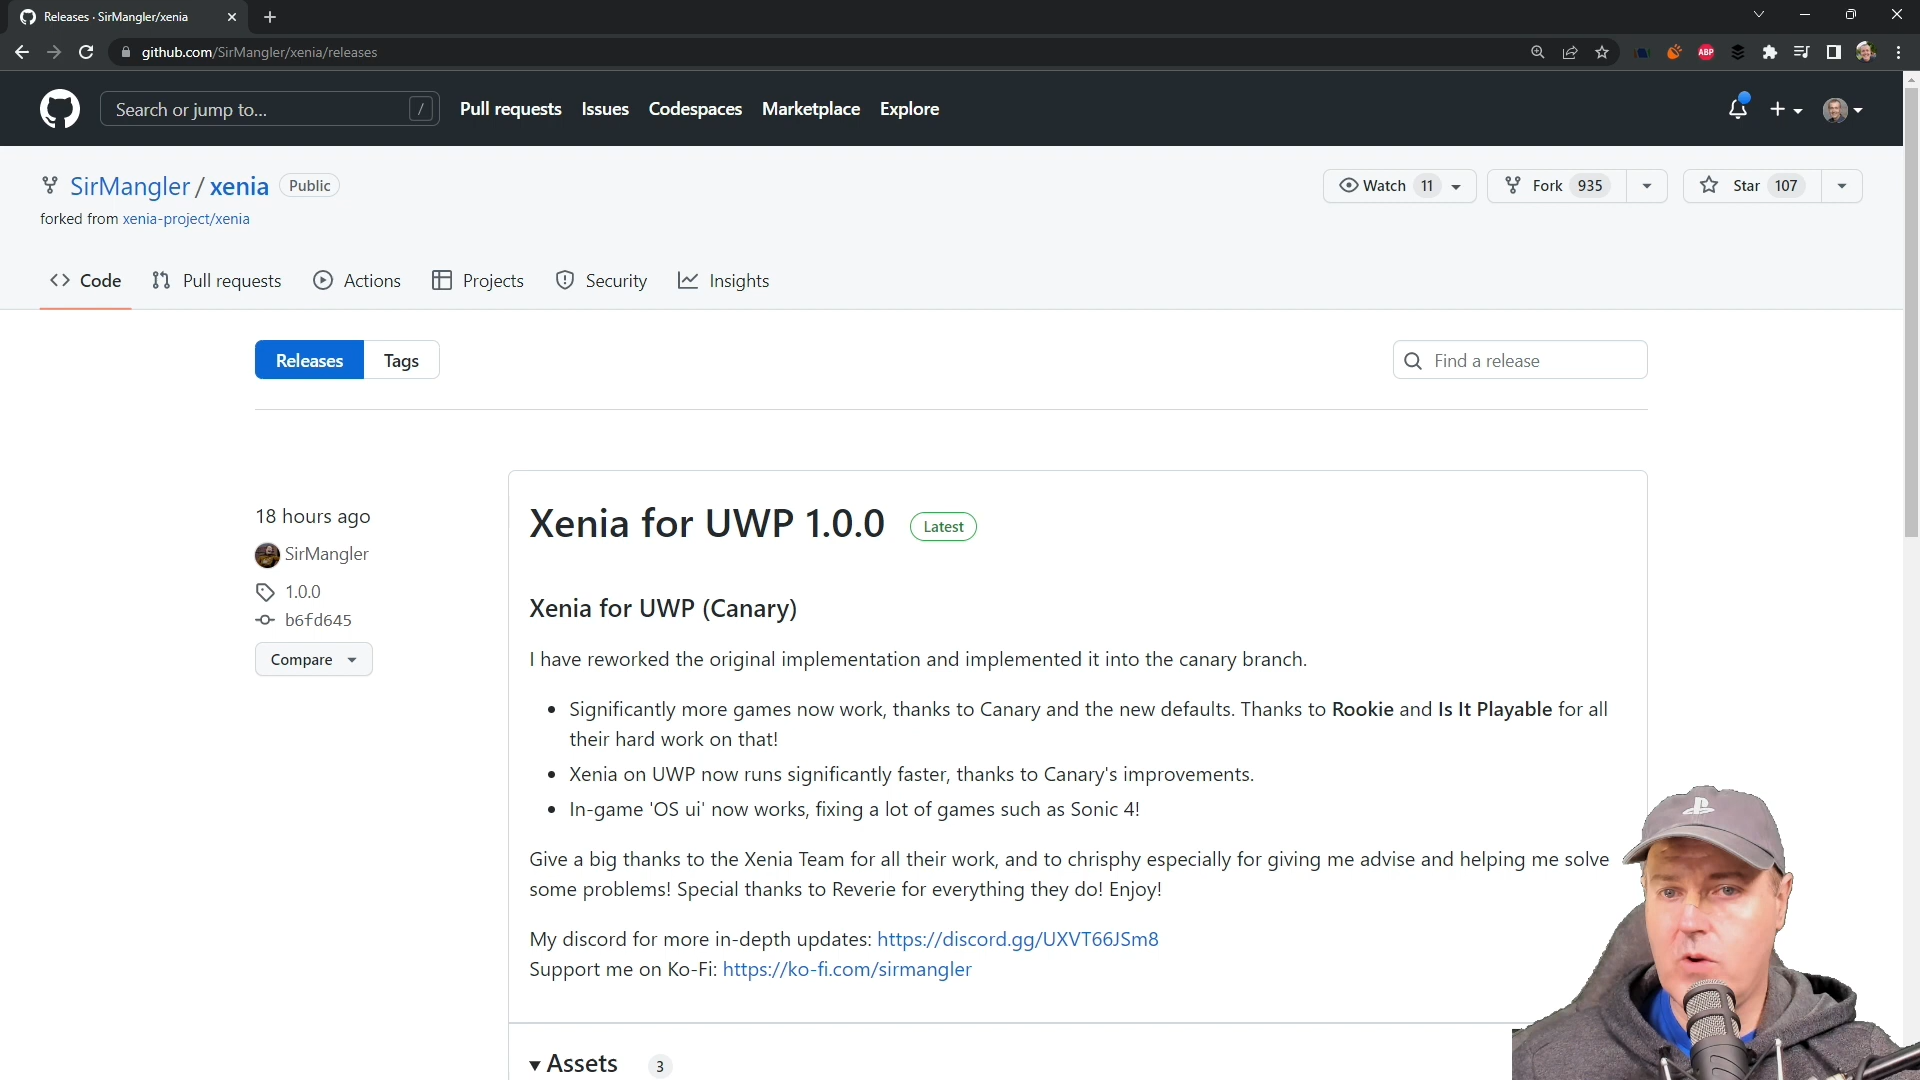 Releases · SirMangler/xenia
github.com/SirMangler/xenia/releases
ABP
Search or jump to...
/
Pull requests
Issues
Codespaces
Marketplace
Explore
SirMangler / xenia
Public
Watch 11
Fork 935
Star 107
forked from xenia-project/xenia
Code
Pull requests
Actions
Projects
Security
Insights
Releases
Tags
Find a release
18 hours ago
SirMangler
1.0.0
b6fd645
Compare
Xenia for UWP 1.0.0
Latest
Xenia for UWP (Canary)
I have reworked the original implementation and implemented it into the canary branch.
• Significantly more games now work, thanks to Canary and the new defaults. Thanks to Rookie and Is It Playable for all
their hard work on that!
• Xenia on UWP now runs significantly faster, thanks to Canary's improvements.
• In-game 'OS ui' now works, fixing a lot of games such as Sonic 4!
Give a big thanks to the Xenia Team for all their work, and to chrisphy especially for giving me advise and helping me solve
some problems! Special thanks to Reverie for everything they do! Enjoy!
My discord for more in-depth updates: https://discord.gg/UXVT66JSm8
Support me on Ko-Fi: https://ko-fi.com/sirmangler
Assets 3